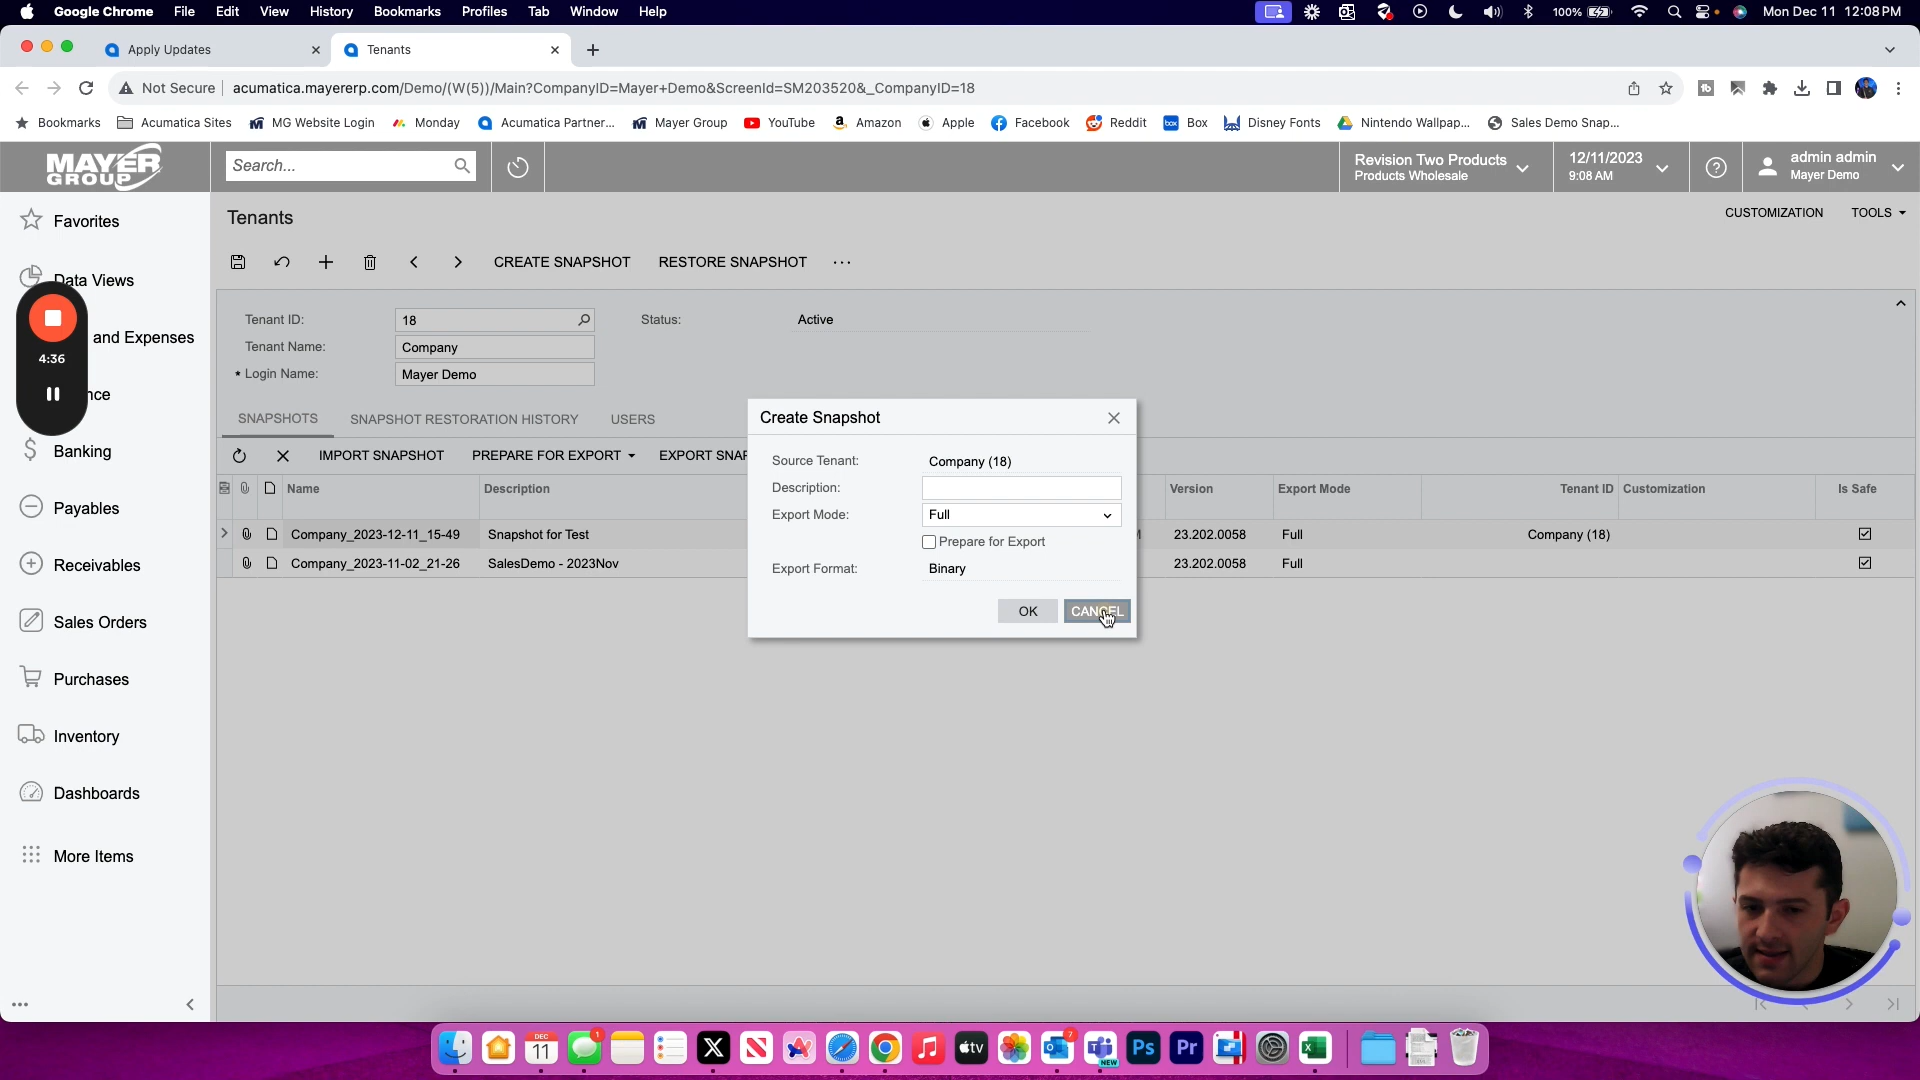 Google Chrome File Edit View History Bookmarks Profiles Tab Window Help 100% Mon Dec 11 12:08 PM
Apply Updates Tenants
Not Secure acumatica.mayererp.com/Demo/(W(5))/Main?CompanyID=Mayer+Demo&ScreenId=SM203520&_CompanyID=18
Bookmarks Acumatica Sites MG Website Login Monday Acumatica Partner... Mayer Group YouTube Amazon Apple Facebook Reddit Box Disney Fonts Nintendo Wallpap... Sales Demo Snap...
MAYER GROUP
Search...
Revision Two Products
Products Wholesale
12/11/2023
9:08 AM
admin admin
Mayer Demo
Favorites
Data Views
and Expenses
nce
Banking
Payables
Receivables
Sales Orders
Purchases
Inventory
Dashboards
More Items
4:36
Tenants
CUSTOMIZATION TOOLS
CREATE SNAPSHOT RESTORE SNAPSHOT ...
Tenant ID: 18 Status: Active
Tenant Name: Company
* Login Name: Mayer Demo
SNAPSHOTS SNAPSHOT RESTORATION HISTORY USERS
IMPORT SNAPSHOT PREPARE FOR EXPORT EXPORT SNAP
Name Description Version Export Mode Tenant ID Customization Is Safe
Company_2023-12-11_15-49 Snapshot for Test 23.202.0058 Full Company (18)
Company_2023-11-02_21-26 SalesDemo - 2023Nov 23.202.0058 Full
Create Snapshot
Source Tenant: Company (18)
Description:
Export Mode: Full
Prepare for Export
Export Format: Binary
OK CANCEL
DEC
11
1
tv
7
NEW
Ps
Pr